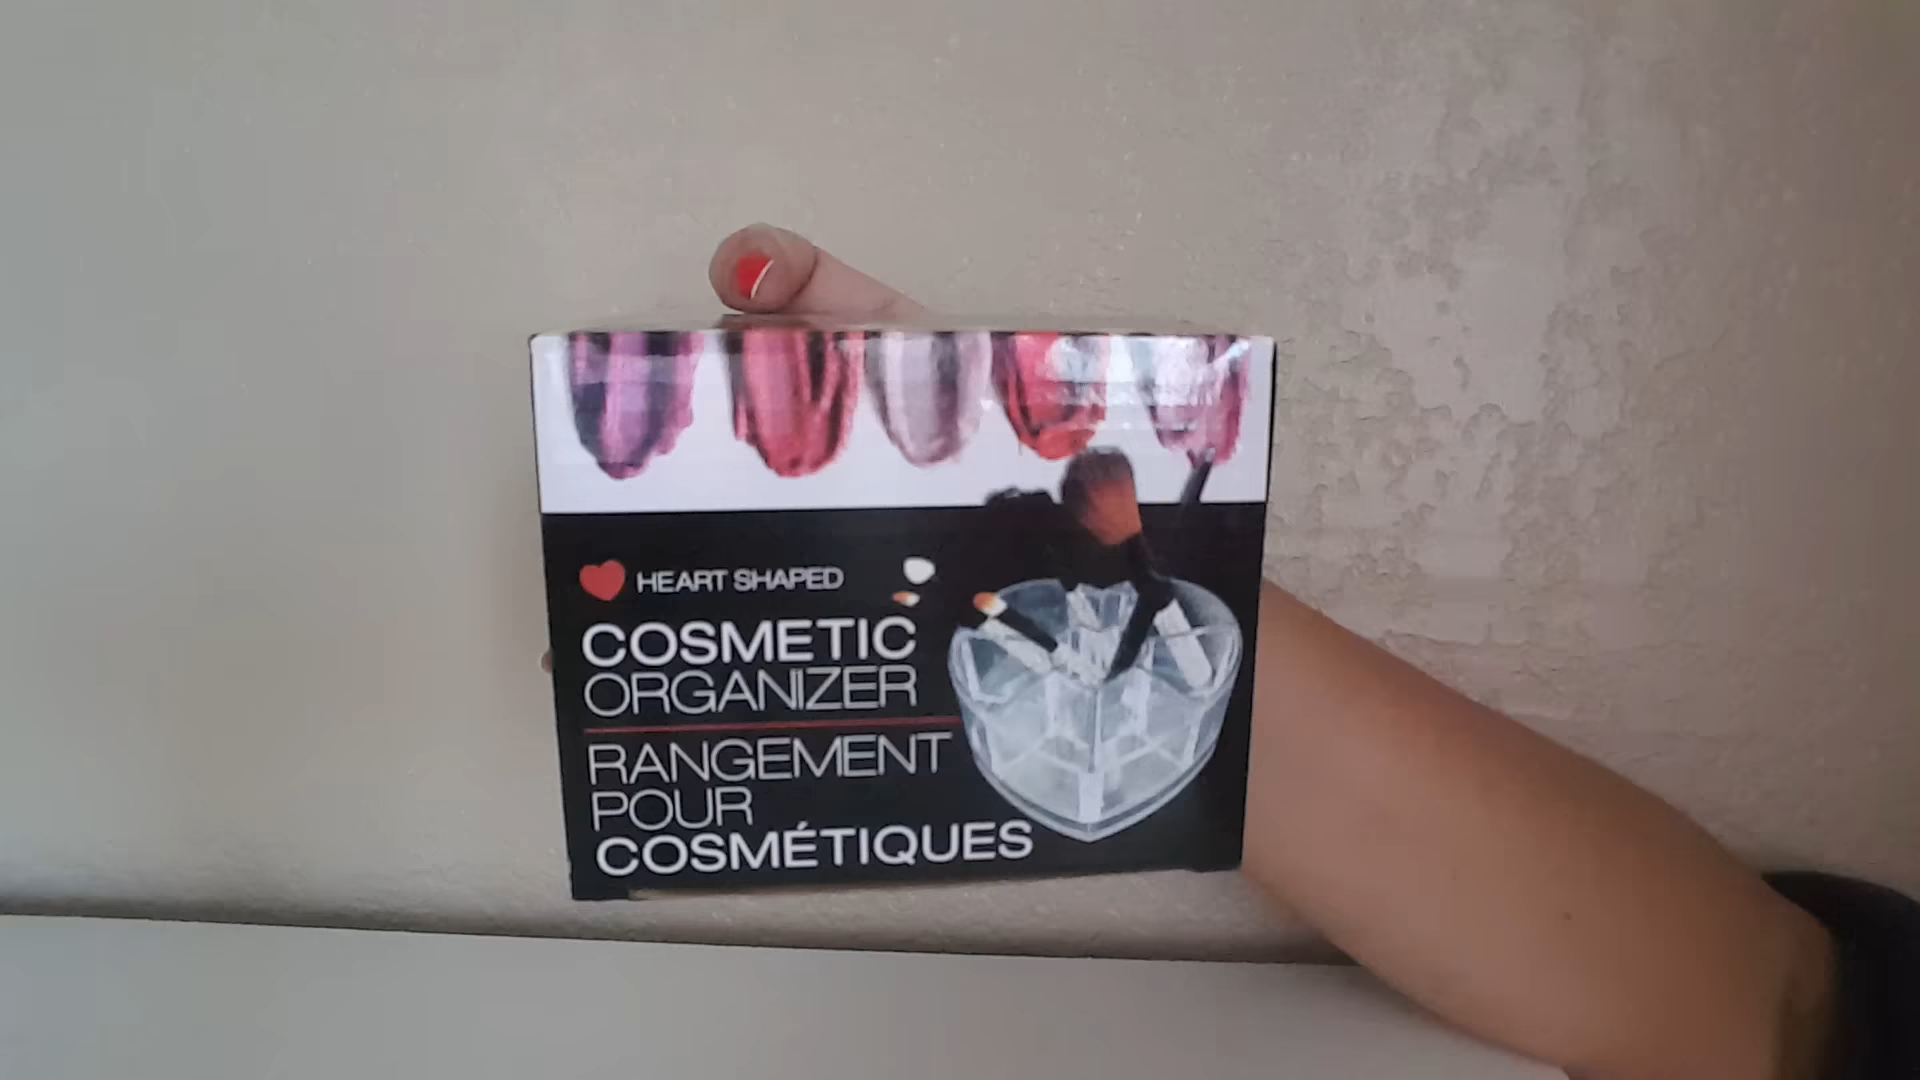 HEART SHAPED
COSMETIC
ORGANIZER
RANGEMENT
POUR
COSMÉTIQUES